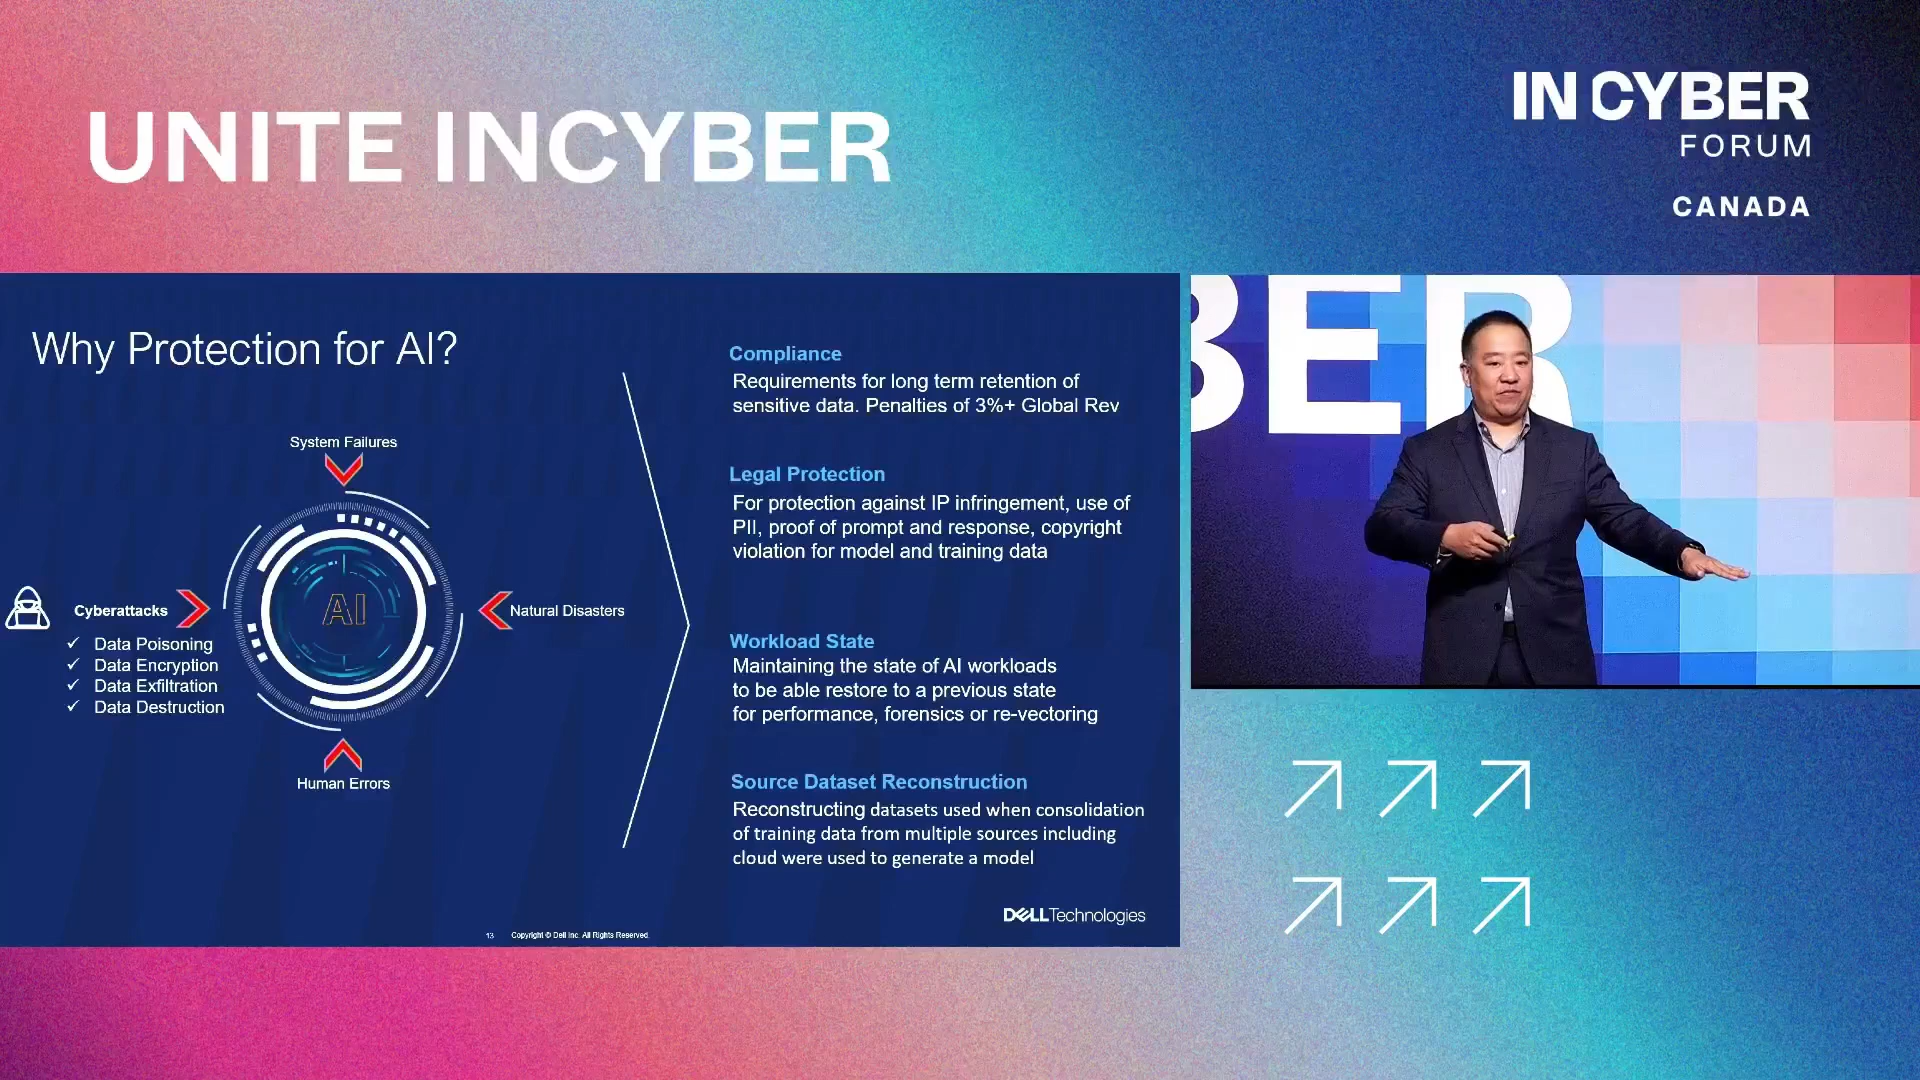 UNITE INCYBER
IN CYBER
FORUM
CANADA
Why Protection for AI?
System Failures
AI
Cyberattacks
✓ Data Poisoning
✓ Data Encryption
✓ Data Exfiltration
✓ Data Destruction
Natural Disasters
Human Errors
Compliance
Requirements for long term retention of
sensitive data. Penalties of 3%+ Global Rev
Legal Protection
For protection against IP infringement, use of
PII, proof of prompt and response, copyright
violation for model and training data
Workload State
Maintaining the state of AI workloads
to be able restore to a previous state
for performance, forensics or re-vectoring
Source Dataset Reconstruction
Reconstructing datasets used when consolidation
of training data from multiple sources including
cloud were used to generate a model
DELL Technologies
13 Copyright © Dell Inc. All Rights Reserved.
BER